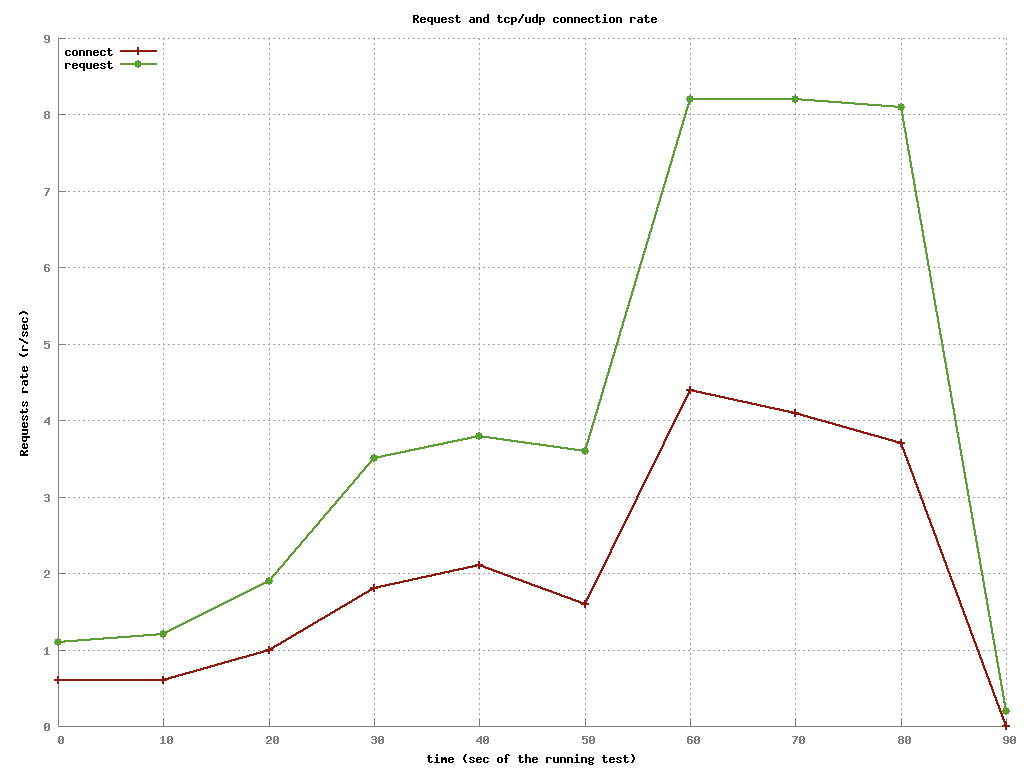 Request and tcp/udp connection rate
9
connect
request
8
7
6
5
4
3
2
1
0
Requests rate (r/sec)
0 10 20 30 40 50 60 70 80 90
time (sec of the running test)